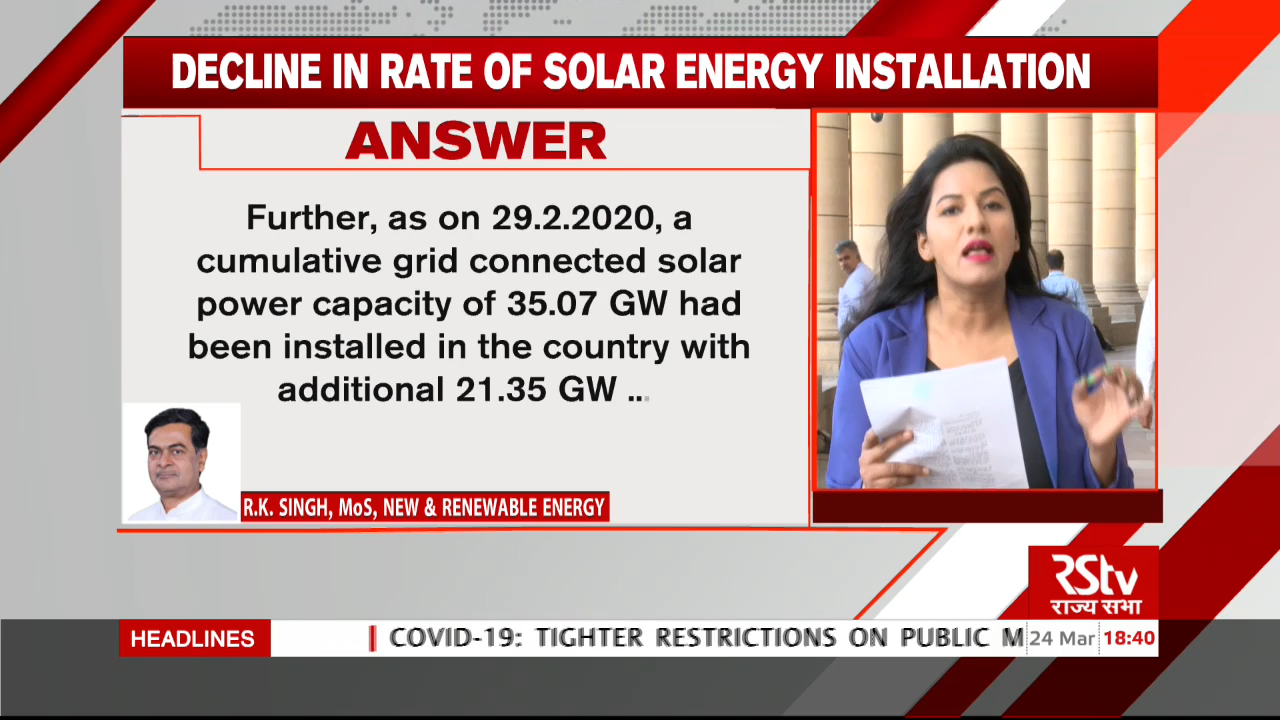 DECLINE IN RATE OF SOLAR ENERGY INSTALLATION
ANSWER
Further, as on 29.2.2020, a
cumulative grid connected solar
power capacity of 35.07 GW had
been installed in the country with
additional 21.35 GW ...
R.K. SINGH, MoS, NEW & RENEWABLE ENERGY
RSTV
राज्य सभा
HEADLINES
COVID-19: TIGHTER RESTRICTIONS ON PUBLIC M
24 Mar
18:40